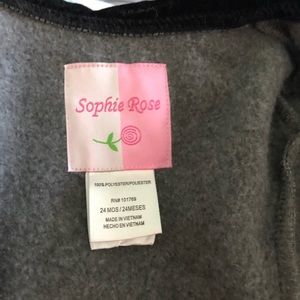 Sophie Rose
100% POLYESTER/POLIESTER
RN# 101769
24 MOS / 24MESES
MADE IN VIETNAM
HECHO EN VIETNAM